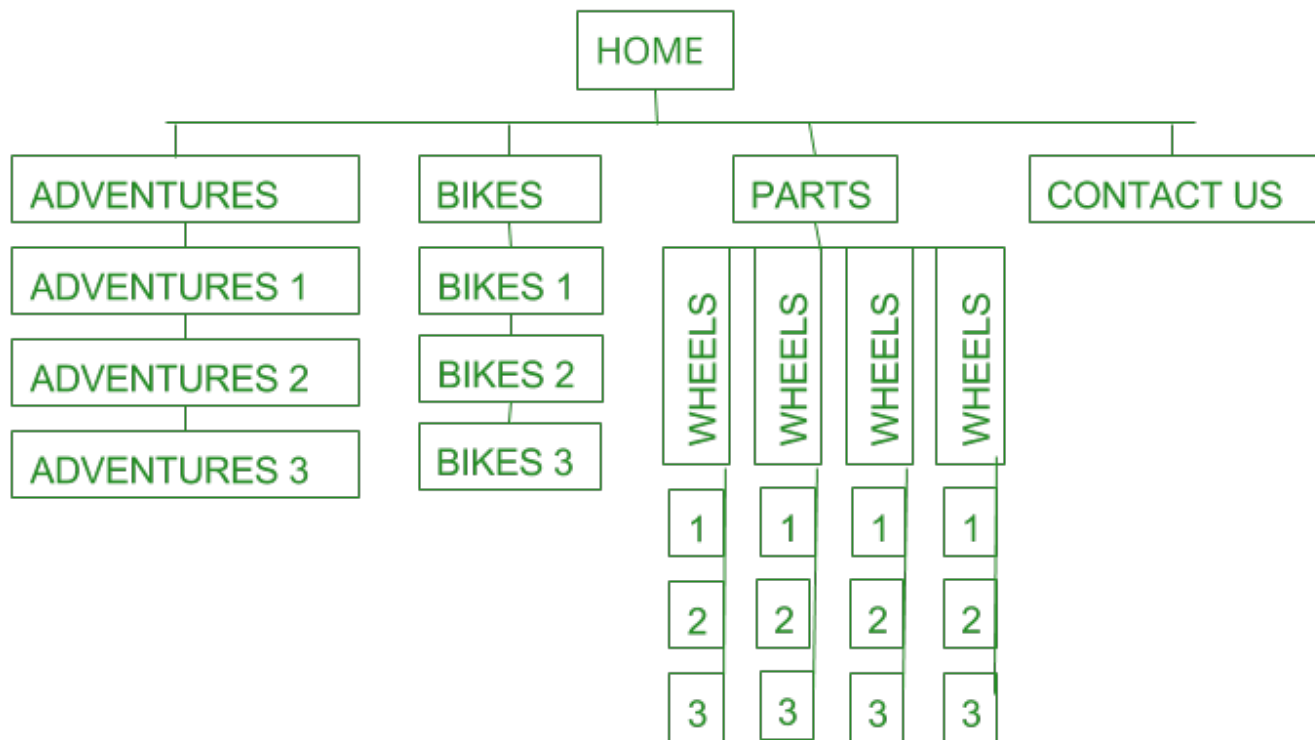 HOME
ADVENTURES
BIKES
PARTS
CONTACT US
ADVENTURES 1
BIKES 1
ADVENTURES 2
BIKES 2
ADVENTURES 3
BIKES 3
WHEELS
WHEELS
WHEELS
WHEELS
1 1 1 1
2 2 2 2
3 3 3 3